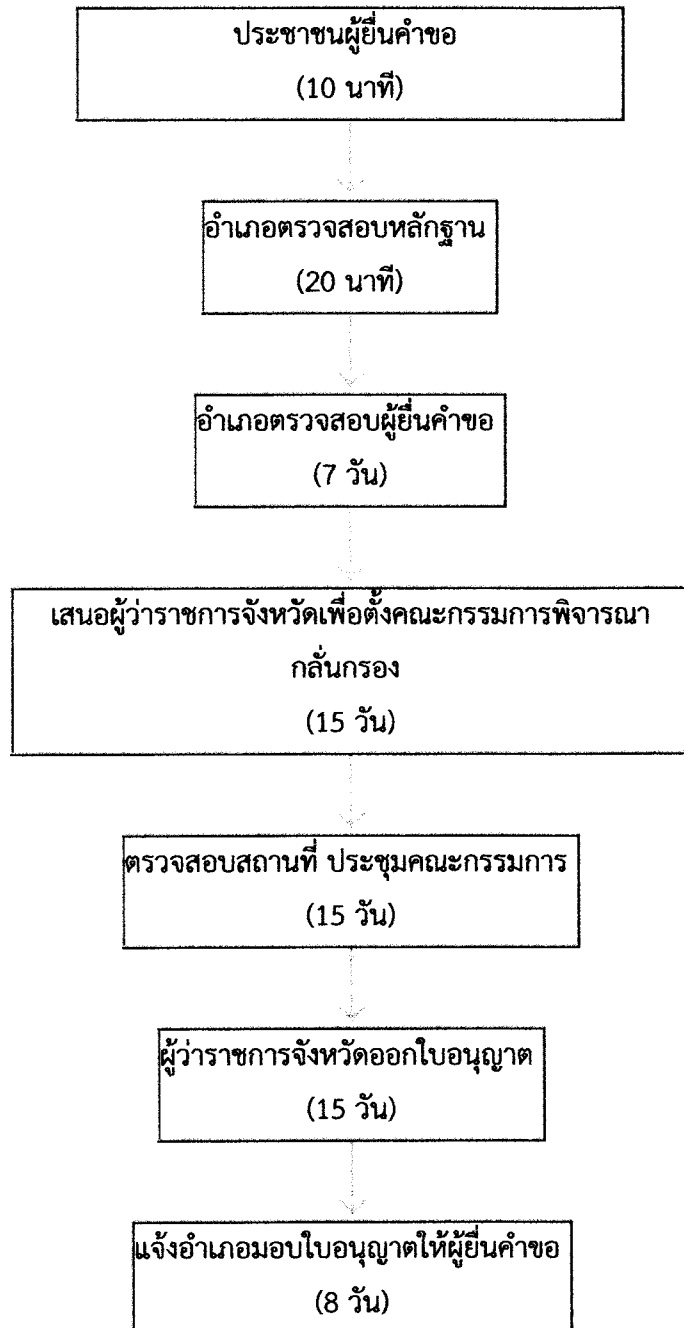 ประชาชนผู้ยื่นคำขอ
(10 นาที)
อำเภอตรวจสอบหลักฐาน
(20 นาที)
อำเภอตรวจสอบผู้ยื่นคำขอ
(7 วัน)
เสนอผู้ว่าราชการจังหวัดเพื่อตั้งคณะกรรมการพิจารณา
กลั่นกรอง
(15 วัน)
ตรวจสอบสถานที่ ประชุมคณะกรรมการ
(15 วัน)
ผู้ว่าราชการจังหวัดออกใบอนุญาต
(15 วัน)
แจ้งอำเภอมอบใบอนุญาตให้ผู้ยื่นคำขอ
(8 วัน)